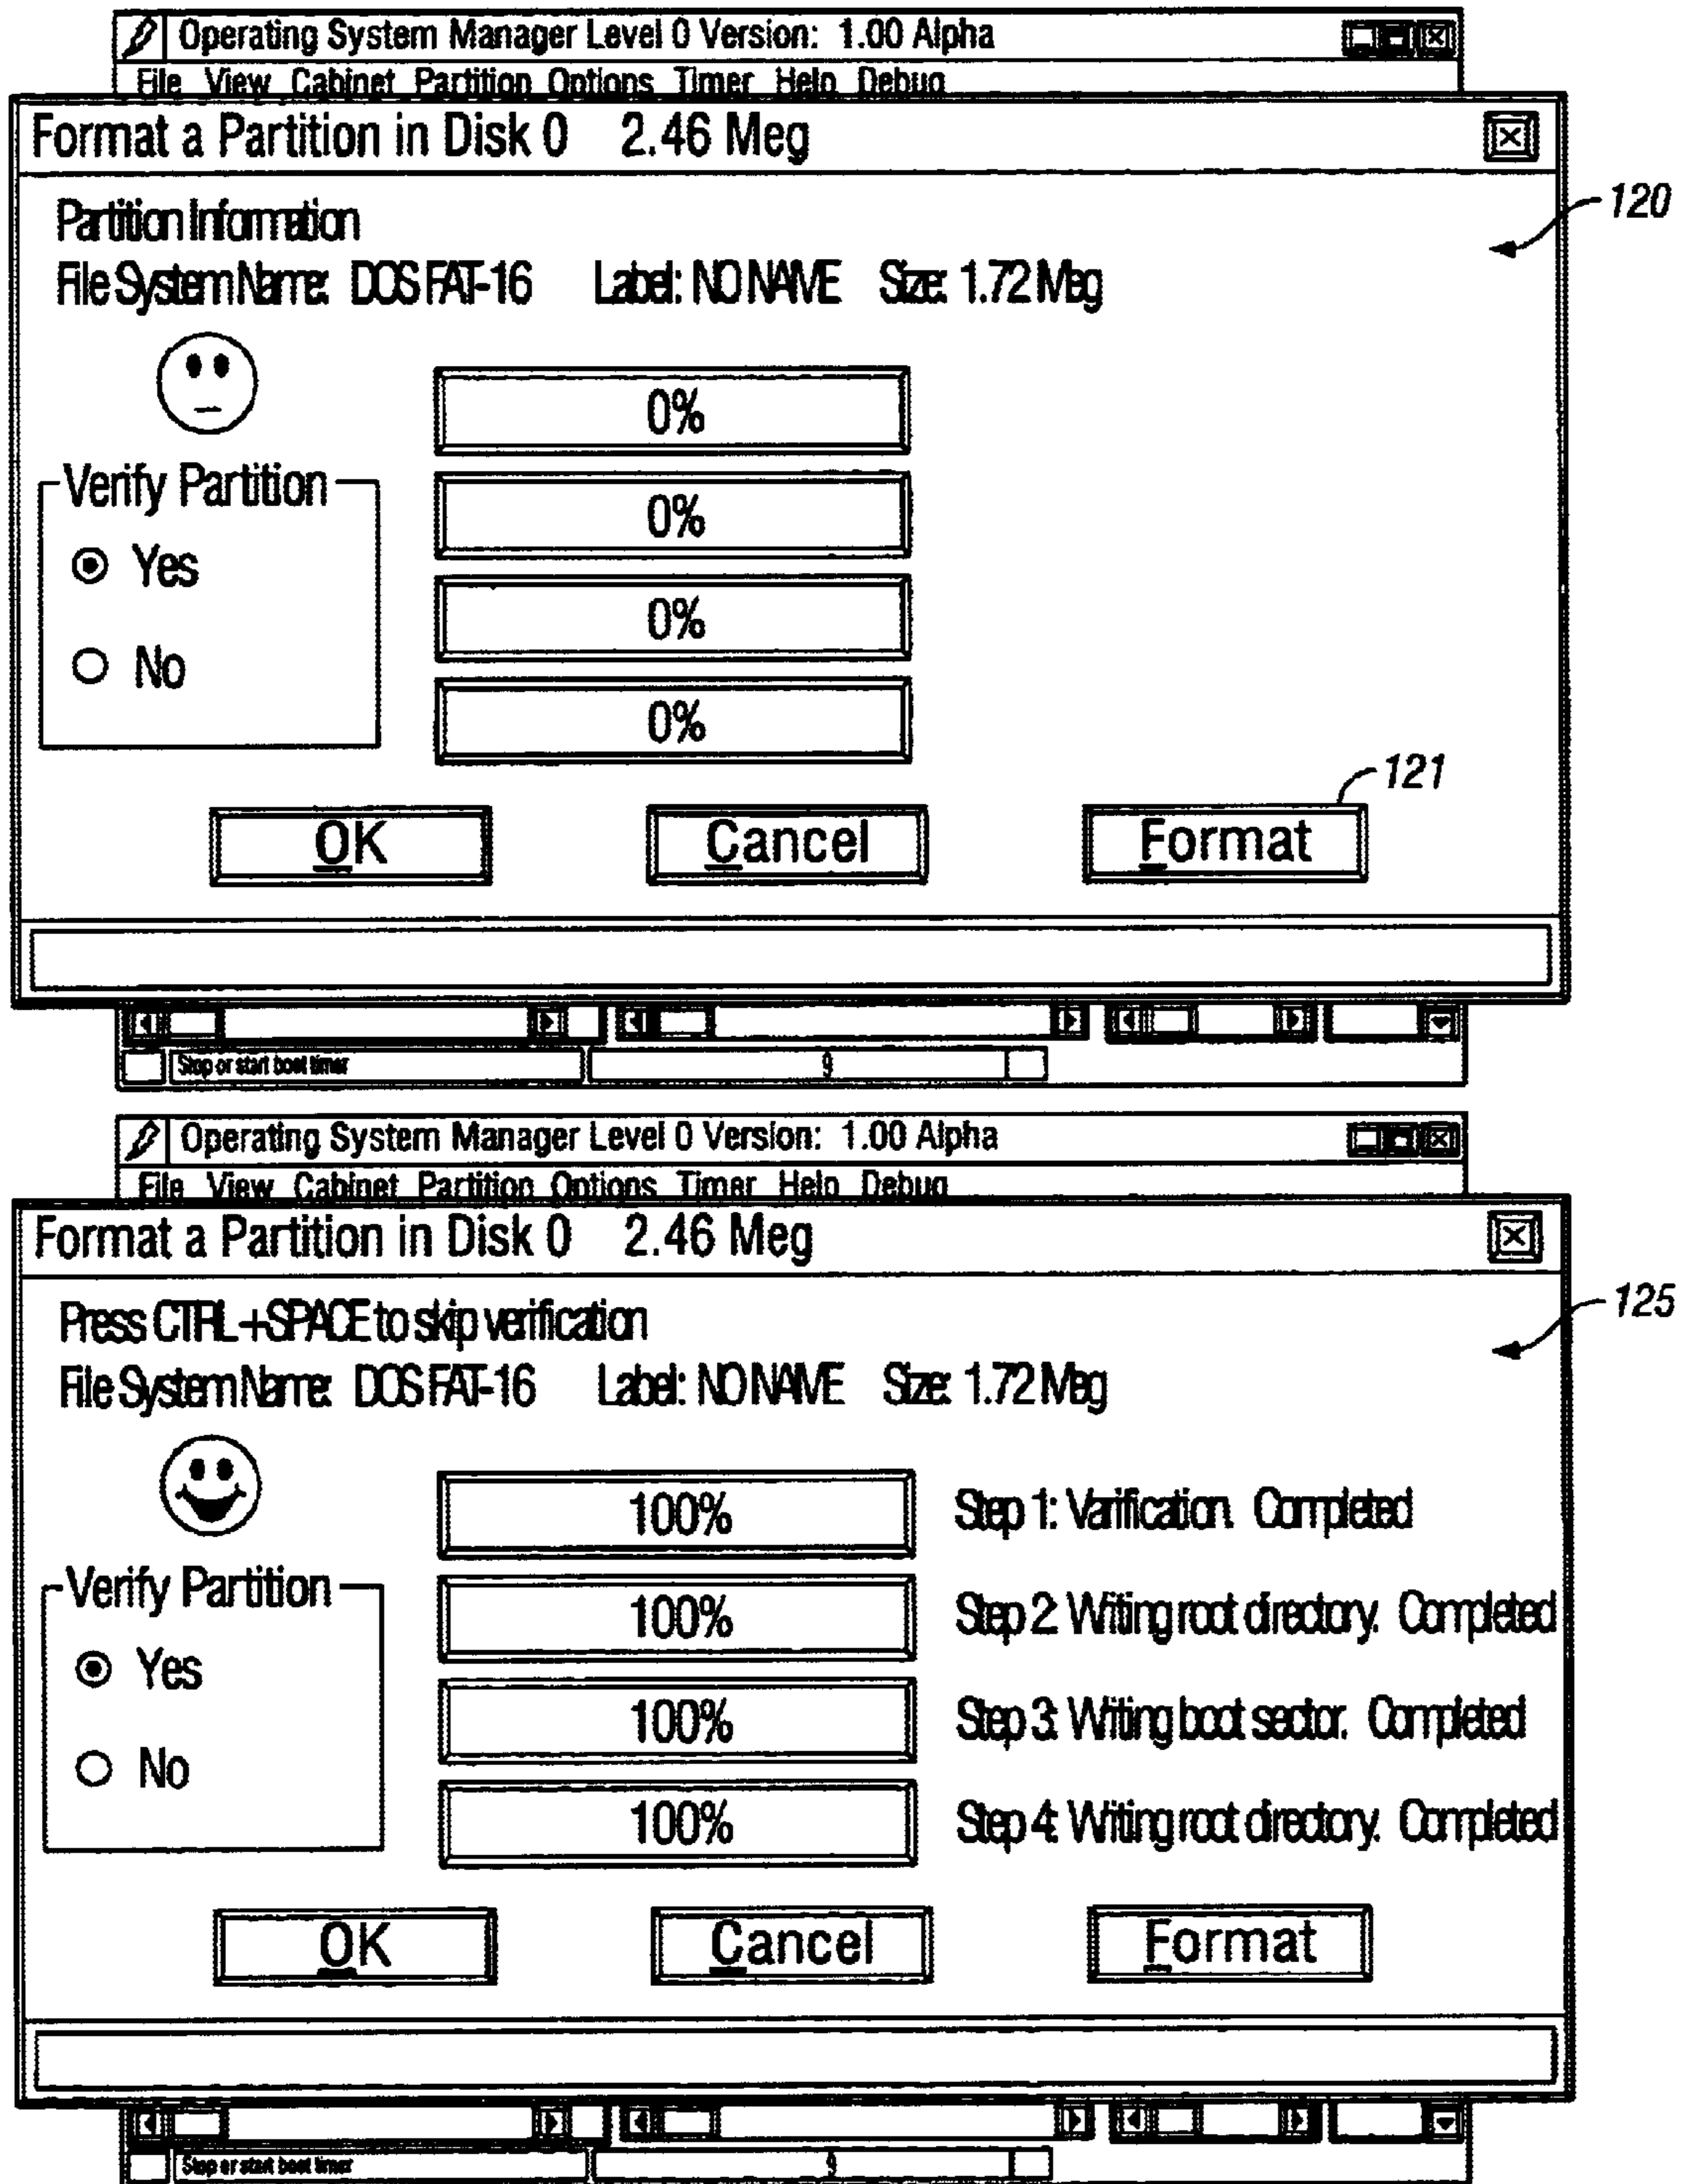 Operating System Manager Level 0 Version: 1.00 Alpha
File View Cabinet Partition Options Timer Help Debug
Format a Partition in Disk 0 2.46 Meg
120
Partition Information
File System Name: DOS FAT-16 Label: NO NAME Size: 1.72 Meg
0%
Verify Partition
0%
Yes
0%
No
0%
121
OK Cancel Format
Stop or start boot timer 9
Operating System Manager Level 0 Version: 1.00 Alpha
File View Cabinet Partition Options Timer Help Debug
Format a Partition in Disk 0 2.46 Meg
125
Press CTRL+SPACE to skip verification
File System Name: DOS FAT-16 Label: NO NAME Size: 1.72 Meg
100% Step 1: Varification. Completed
Verify Partition
100% Step 2: Writing root directory. Completed
Yes
100% Step 3: Writing boot sector. Completed
No
100% Step 4: Writing root directory. Completed
OK Cancel Format
Stop or start boot timer 9